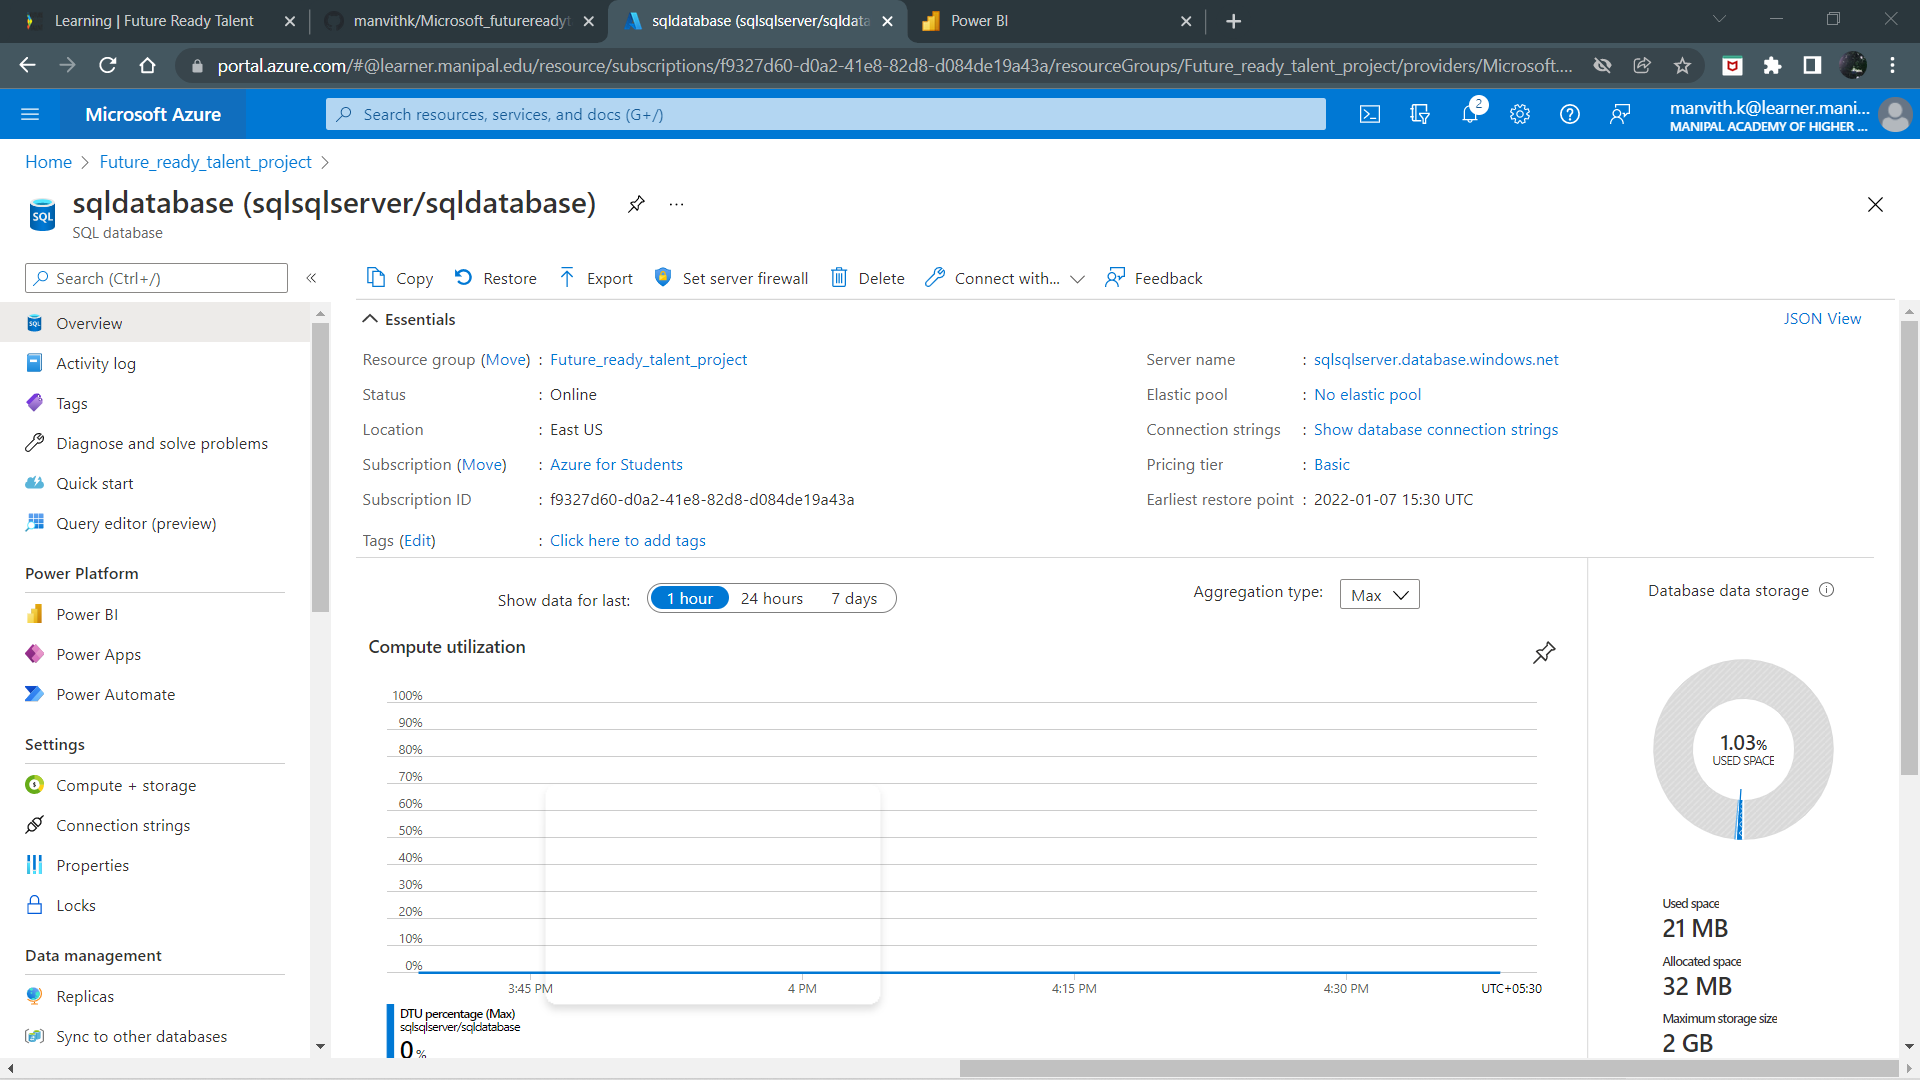 Learning | Future Ready Talent
manvithk/Microsoft_futureready
sqldatabase (sqlsqlserver/sqldata
Power BI
portal.azure.com/#@learner.manipal.edu/resource/subscriptions/f9327d60-d0a2-41e8-82d8-d084de19a43a/resourceGroups/Future_ready_talent_project/providers/Microsoft....
Microsoft Azure
Search resources, services, and docs (G+/)
2
manvith.k@learner.mani...
MANIPAL ACADEMY OF HIGHER ...
Home > Future_ready_talent_project >
SQL
sqldatabase (sqlsqlserver/sqldatabase)
...
SQL database
Search (Ctrl+/)
«
Copy
Restore
Export
Set server firewall
Delete
Connect with...
Feedback
Overview
Activity log
Tags
Diagnose and solve problems
Quick start
Query editor (preview)
Power Platform
Power BI
Power Apps
Power Automate
Settings
Compute + storage
Connection strings
Properties
Locks
Data management
Replicas
Sync to other databases
Essentials
JSON View
Resource group (Move) : Future_ready_talent_project
Status : Online
Location : East US
Subscription (Move) : Azure for Students
Subscription ID : f9327d60-d0a2-41e8-82d8-d084de19a43a
Tags (Edit) : Click here to add tags
Server name : sqlsqlserver.database.windows.net
Elastic pool : No elastic pool
Connection strings : Show database connection strings
Pricing tier : Basic
Earliest restore point : 2022-01-07 15:30 UTC
Show data for last: 1 hour 24 hours 7 days
Aggregation type: Max
Compute utilization
100%
90%
80%
70%
60%
50%
40%
30%
20%
10%
0%
3:45 PM 4 PM 4:15 PM 4:30 PM UTC+05:30
DTU percentage (Max)
sqlsqlserver/sqldatabase
0 %
Database data storage
1.03%
USED SPACE
Used space
21 MB
Allocated space
32 MB
Maximum storage size
2 GB